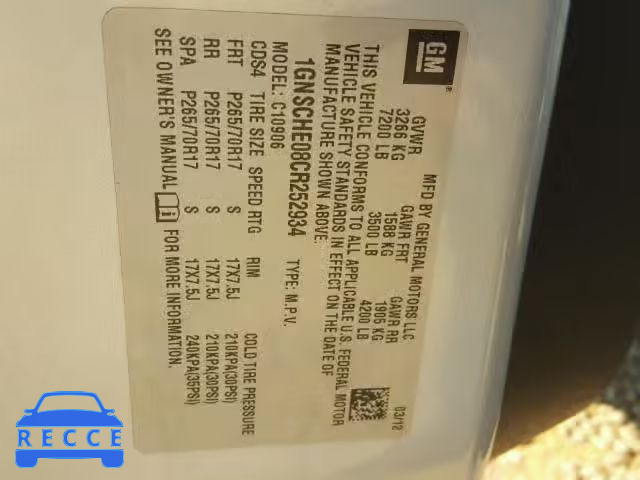 GM®
MFD BY GENERAL MOTORS LLC 03/12
GVWR GAWR FRT GAWR RR
3266 KG 1588 KG 1906 KG
7200 LB 3500 LB 4200 LB
THIS VEHICLE CONFORMS TO ALL APPLICABLE U.S. FEDERAL MOTOR
VEHICLE SAFETY STANDARDS IN EFFECT ON THE DATE OF
MANUFACTURE SHOWN ABOVE.
1GNSCHE08CR252934 TYPE: M.P.V.
MODEL: C10906
CDS4 TIRE SIZE SPEED RTG RIM COLD TIRE PRESSURE
FRT P265/70R17 S 17X7.5J 210KPA(30PSI)
RR P265/70R17 S 17X7.5J 210KPA(30PSI)
SPA P265/70R17 S 17X7.5J 240KPA(35PSI)
SEE OWNER'S MANUAL FOR MORE INFORMATION.
RECCE